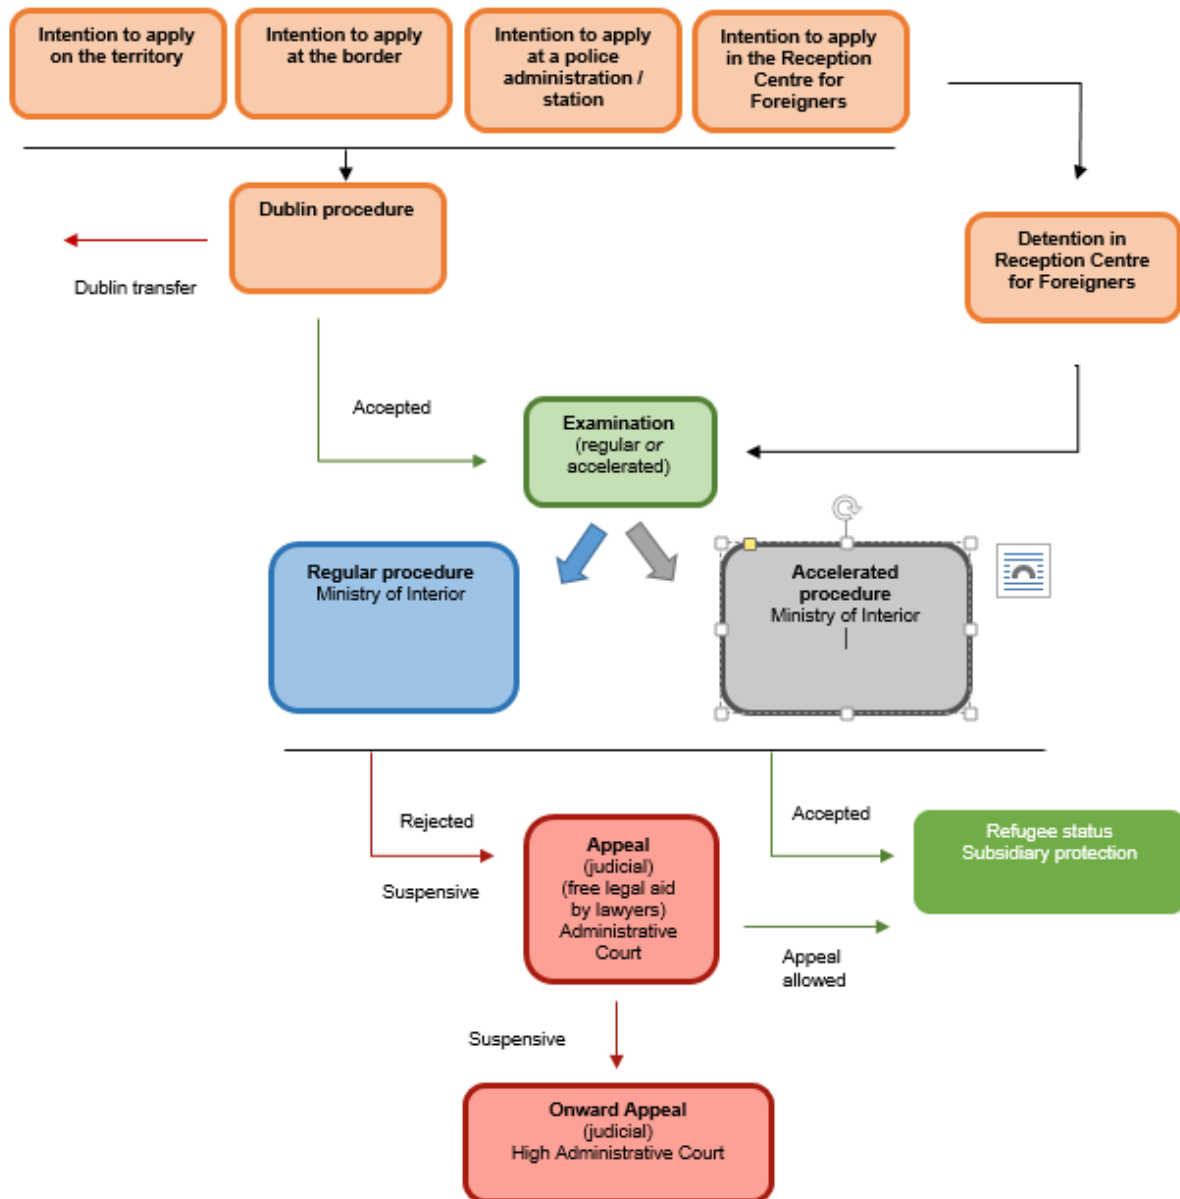 Intention to apply
on the territory
Intention to apply
at the border
Intention to apply
at a police
administration /
station
Intention to apply
in the Reception
Centre for
Foreigners
Dublin procedure
Dublin transfer
Detention in
Reception Centre
for Foreigners
Accepted
Examination
(regular or
accelerated)
Regular procedure
Ministry of Interior
Accelerated
procedure
Ministry of Interior
Rejected
Suspensive
Appeal
(judicial)
(free legal aid
by lawyers)
Administrative
Court
Accepted
Refugee status
Subsidiary protection
Appeal
allowed
Suspensive
Onward Appeal
(judicial)
High Administrative Court